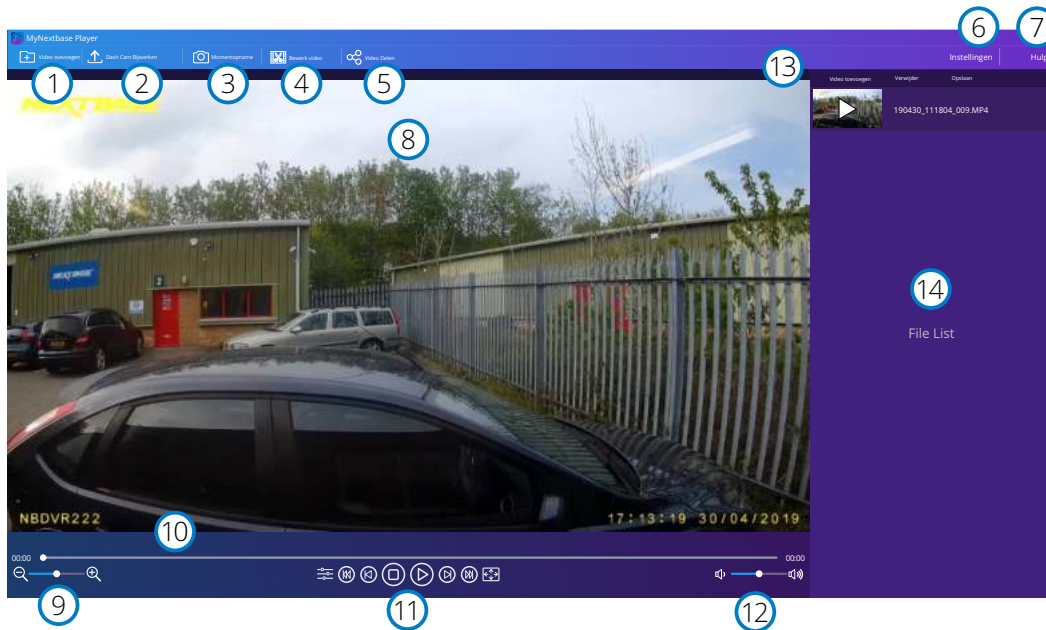 6 7
MyNextbase Player
Video toevoegen Dash Cam Bijwerken Momentopname Bewerk video Video Delen Instellingen Hulp
1 2 3 4 5 13
Video toevoegen Verwijder Opslaan
NEXTBASE
190430_111804_009.MP4
8
NEXTBASE
2
14
File List
NBDVR222 17:13:19 30/04/2019
10
00:00 00:00
9 11 12